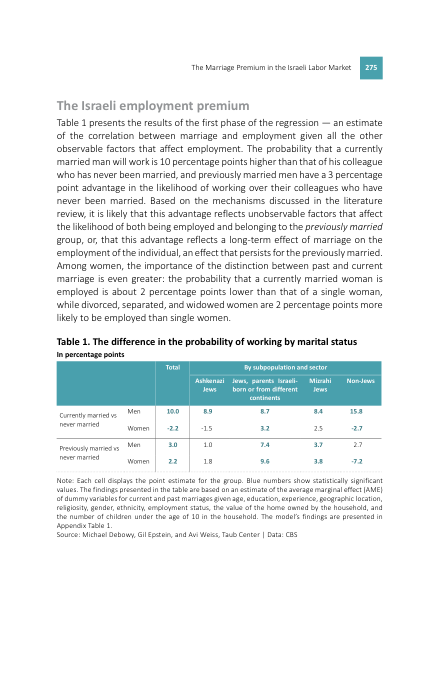 The Marriage Premium in the Israeli Labor Market 275
The Israeli employment premium
Table 1 presents the results of the first phase of the regression — an estimate
of the correlation between marriage and employment given all the other
observable factors that affect employment. The probability that a currently
married man will work is 10 percentage points higher than that of his colleague
who has never been married, and previously married men have a 3 percentage
point advantage in the likelihood of working over their colleagues who have
never been married. Based on the mechanisms discussed in the literature
review, it is likely that this advantage reflects unobservable factors that affect
the likelihood of both being employed and belonging to the previously married
group, or, that this advantage reflects a long-term effect of marriage on the
employment of the individual, an effect that persists for the previously married.
Among women, the importance of the distinction between past and current
marriage is even greater: the probability that a currently married woman is
employed is about 2 percentage points lower than that of a single woman,
while divorced, separated, and widowed women are 2 percentage points more
likely to be employed than single women.
Table 1. The difference in the probability of working by marital status
In percentage points
Total By subpopulation and sector
Ashkenazi Jews, parents Israeli- Mizrahi Non-Jews
Jews born or from different Jews
continents
Currently married vs Men 10.0 8.9 8.7 8.4 15.8
never married Women -2.2 -1.5 3.2 2.5 -2.7
Previously married vs Men 3.0 1.0 7.4 3.7 2.7
never married Women 2.2 1.8 9.6 3.8 -7.2
Note: Each cell displays the point estimate for the group. Blue numbers show statistically significant
values. The findings presented in the table are based on an estimate of the average marginal effect (AME)
of dummy variables for current and past marriages given age, education, experience, geographic location,
religiosity, gender, ethnicity, employment status, the value of the home owned by the household, and
the number of children under the age of 10 in the household. The model's findings are presented in
Appendix Table 1.
Source: Michael Debowy, Gil Epstein, and Avi Weiss, Taub Center | Data: CBS